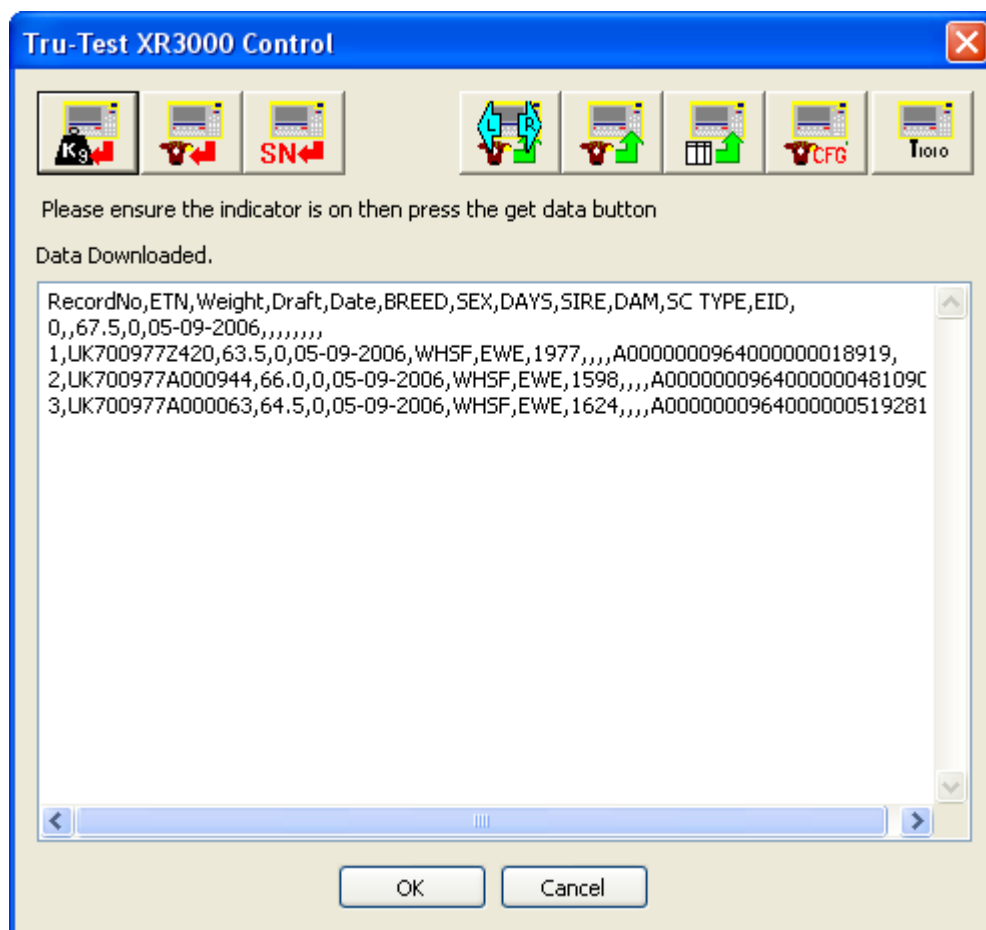 Tru-Test XR3000 Control
Kg SN L R CFG T1010
Please ensure the indicator is on then press the get data button
Data Downloaded.
RecordNo,ETN,Weight,Draft,Date,BREED,SEX,DAYS,SIRE,DAM,SC TYPE,EID,
0,,67.5,0,05-09-2006,,,,,,,,
1,UK700977Z420,63.5,0,05-09-2006,WHSF,EWE,1977,,,,A0000000964000000018919,
2,UK700977A000944,66.0,0,05-09-2006,WHSF,EWE,1598,,,,A000000096400000048109
3,UK700977A000063,64.5,0,05-09-2006,WHSF,EWE,1624,,,,A0000000964000000519281
OK Cancel